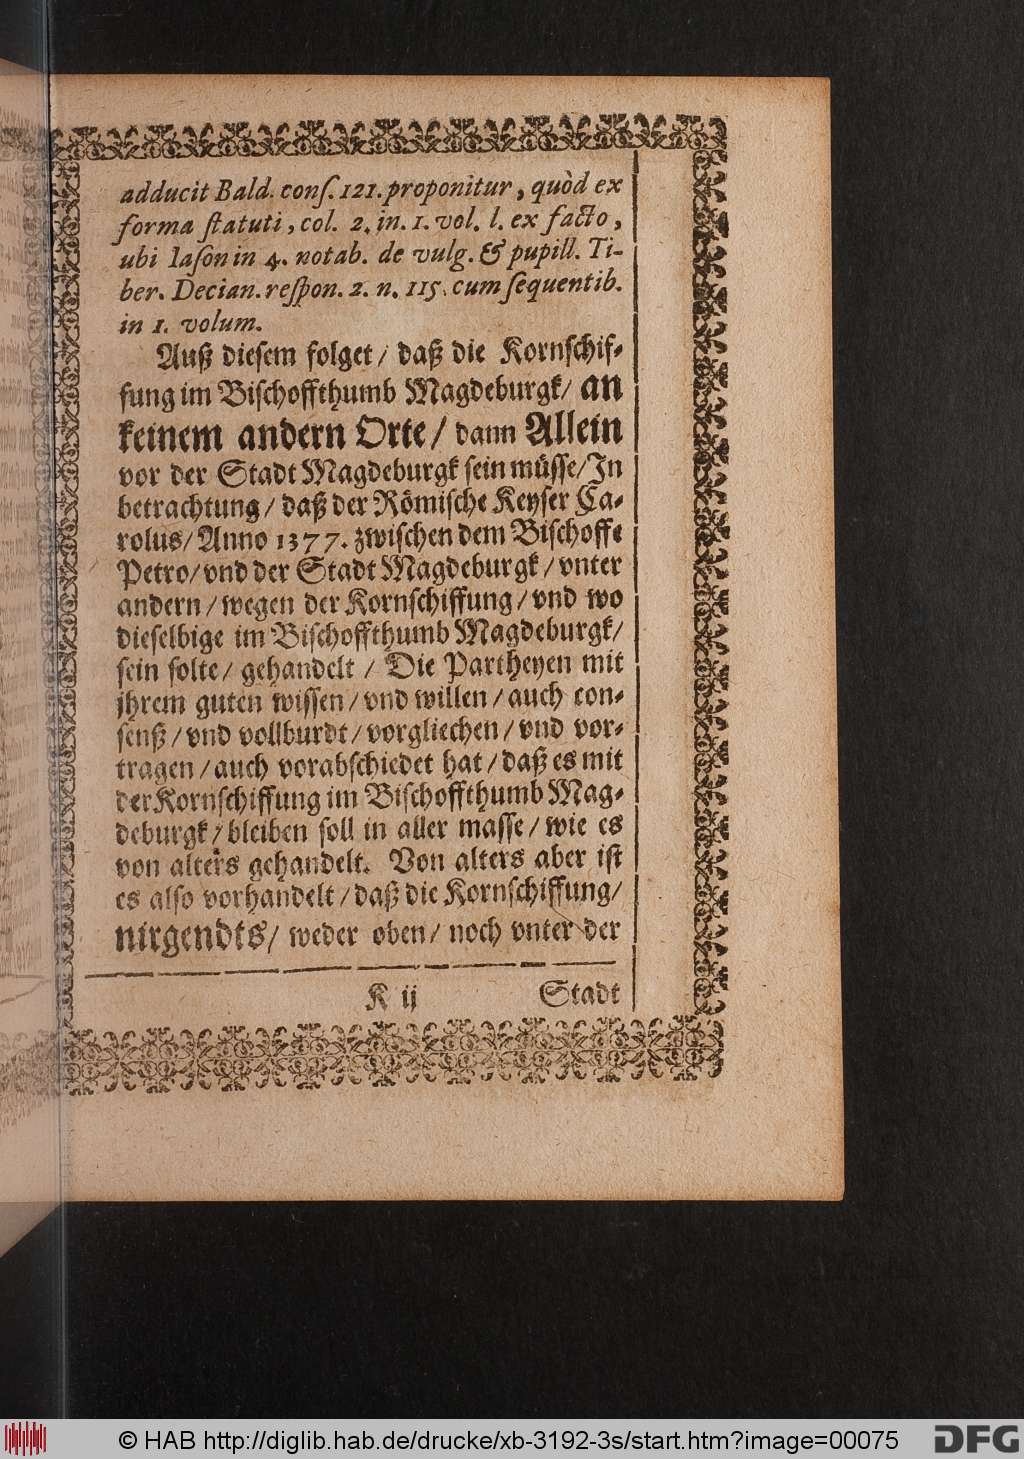 adducit Bald. conſ. 121. proponitur, quòd ex
forma ſtatuti, col. 2. in. 1. vol. l. ex facto,
ubi Iaſon in 4. notab. de vulg. & pupill. Ti-
ber. Decian. reſpon. 2. n. 115. cum ſequentib.
in 1. volum.
Auß dieſem folget / daß die Kornſchif-
fung im Biſchoffthumb Magdeburgk / an
keinem andern Orte / dann Allein
vor der Stadt Magdeburgk ſein müſſe / In
betrachtung / daß der Römiſche Keyſer Ca-
rolus / Anno 1377. zwiſchen dem Biſchoffe
Petro / vnd der Stadt Magdeburgk / vnter
andern / wegen der Kornſchiffung / vnd wo
dieſelbige im Biſchoffthumb Magdeburgk /
ſein ſolte / gehandelt / Die Partheyen mit
jhrem guten wiſſen / vnd willen / auch con-
ſenß / vnd vollburdt / vorgliechen / vnd vor-
tragen / auch vorabſchiedet hat / daß es mit
der Kornſchiffung im Biſchoffthumb Mag-
deburgk / bleiben ſoll in aller maſſe / wie es
von alters gehandelt. Von alters aber iſt
es alſo vorhandelt / daß die Kornſchiffung /
nirgendts / weder oben / noch vnter der
K ij Stadt
© HAB http://diglib.hab.de/drucke/xb-3192-3s/start.htm?image=00075
DFG